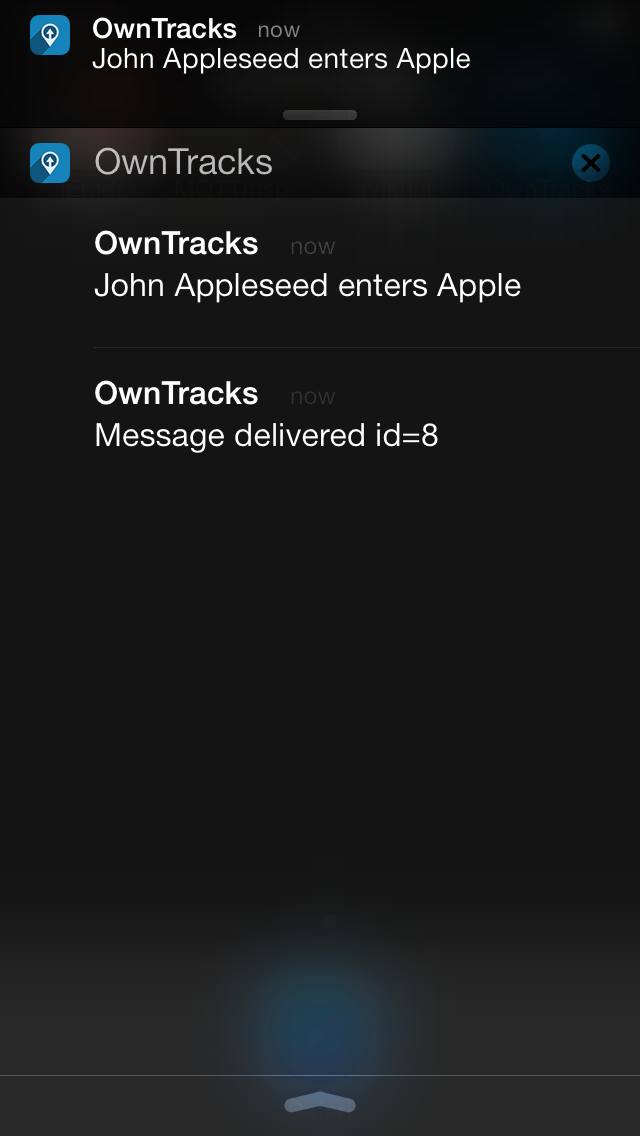 OwnTracks now
John Appleseed enters Apple
OwnTracks
OwnTracks now
John Appleseed enters Apple
OwnTracks now
Message delivered id=8